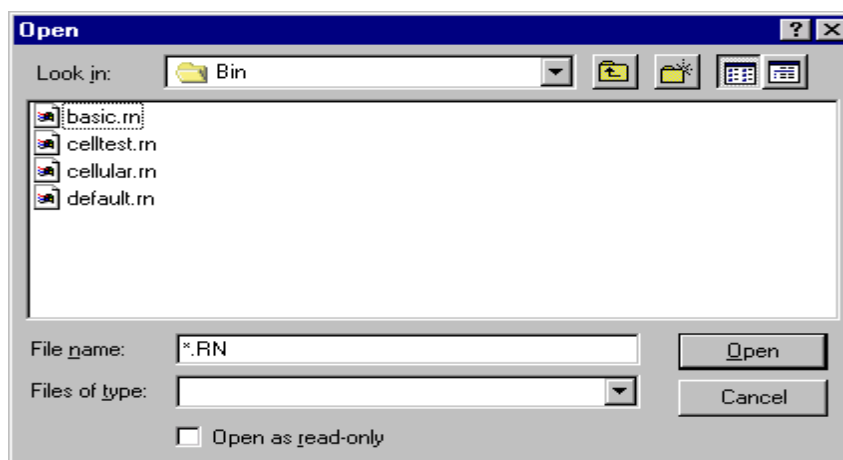 Open
Look in: Bin
basic.rn
celltest.rn
cellular.rn
default.rn
File name: *.RN Open
Files of type: Cancel
Open as read-only